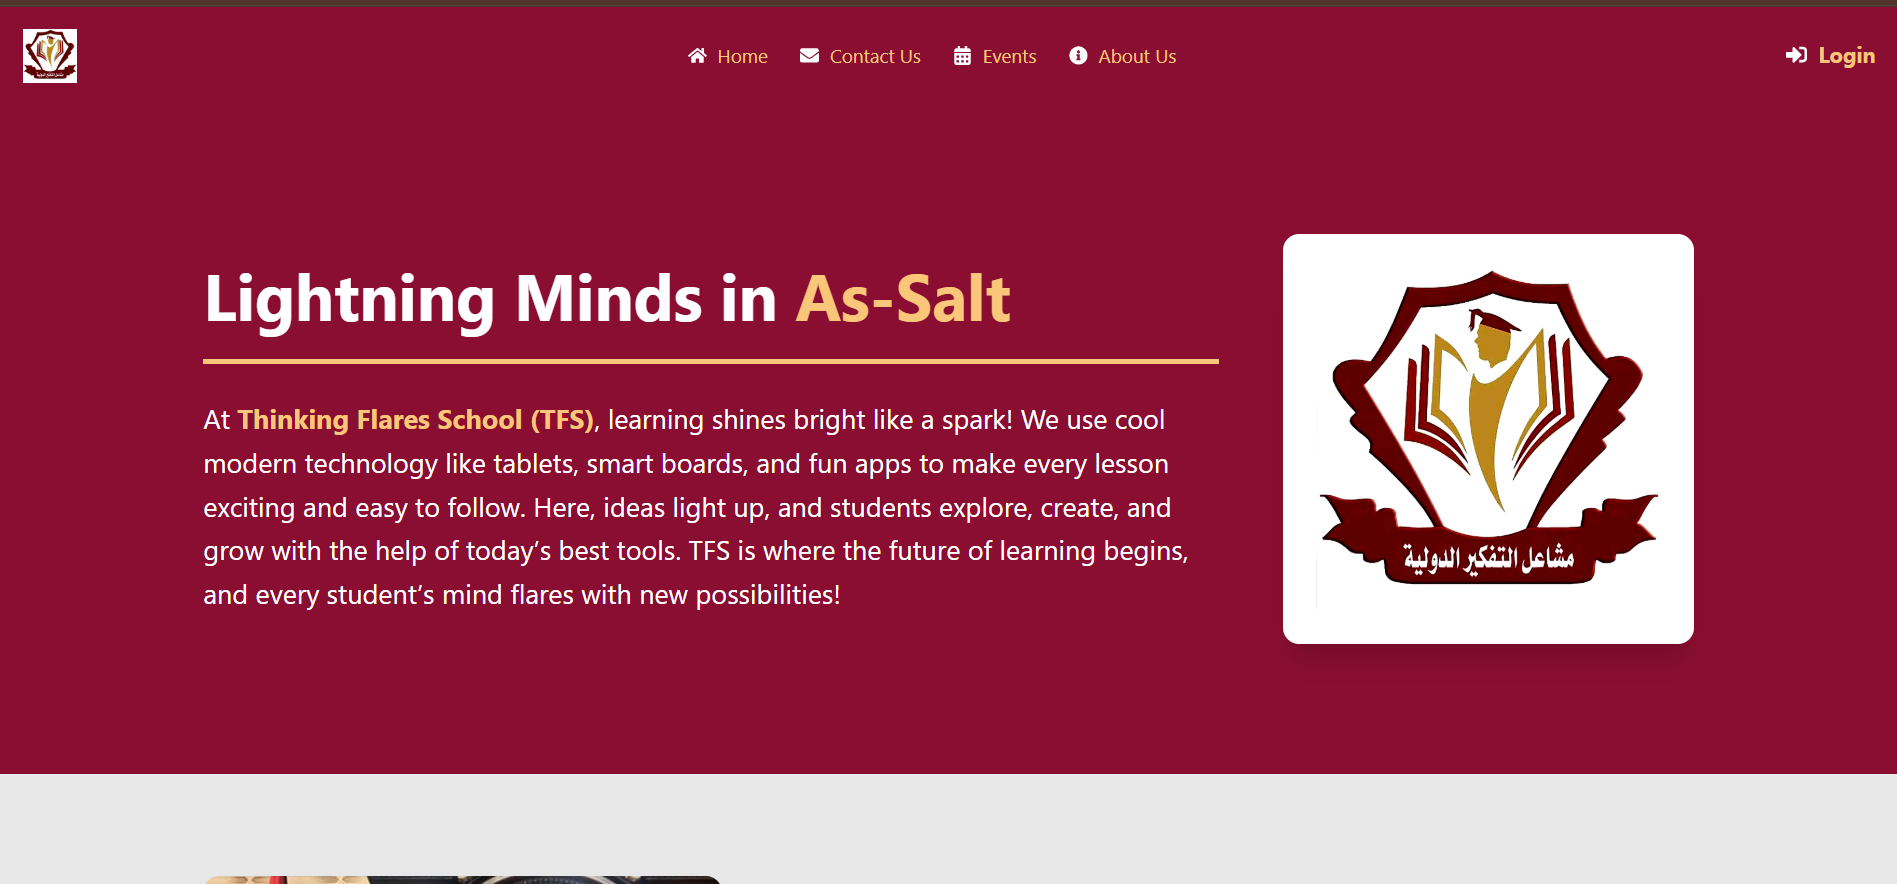 Home Contact Us Events About Us Login
Lightning Minds in As-Salt
At Thinking Flares School (TFS), learning shines bright like a spark! We use cool
modern technology like tablets, smart boards, and fun apps to make every lesson
exciting and easy to follow. Here, ideas light up, and students explore, create, and
grow with the help of today’s best tools. TFS is where the future of learning begins,
and every student’s mind flares with new possibilities!
مشاعل التفكير الدولية